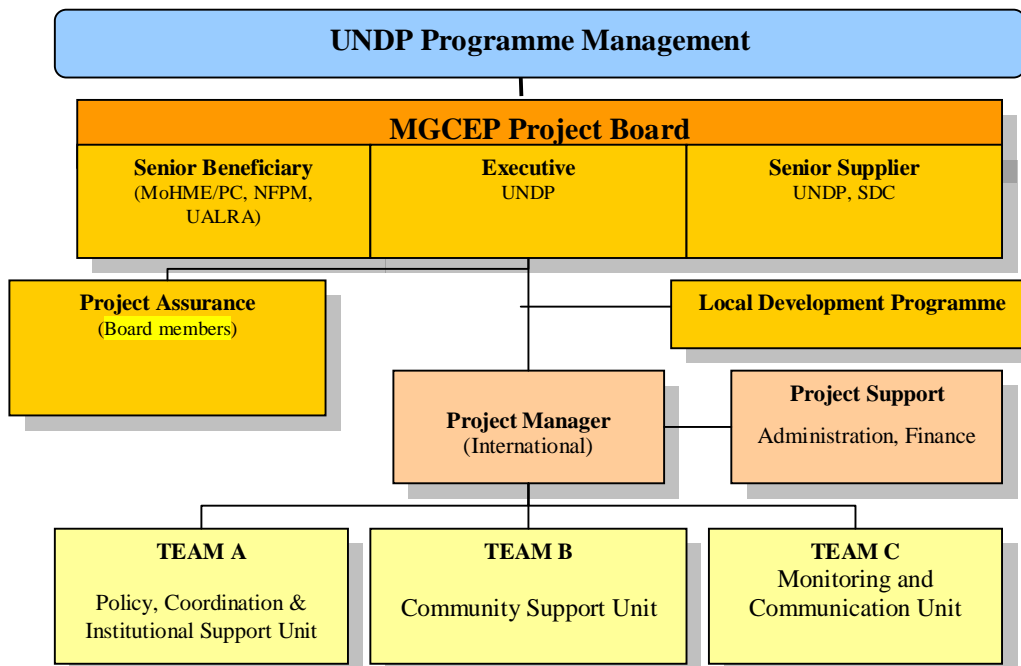 UNDP Programme Management
MGCEP Project Board
Senior Beneficiary
(MoHME/PC, NFPM,
UALRA)
Executive
UNDP
Senior Supplier
UNDP, SDC
Project Assurance
(Board members)
Local Development Programme
Project Manager
(International)
Project Support
Administration, Finance
TEAM A
Policy, Coordination &
Institutional Support Unit
TEAM B
Community Support Unit
TEAM C
Monitoring and
Communication Unit